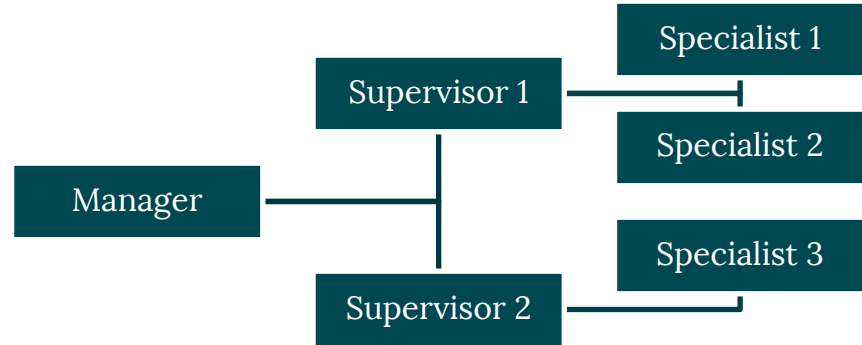 Manager
Supervisor 1
Specialist 1
Specialist 2
Supervisor 2
Specialist 3